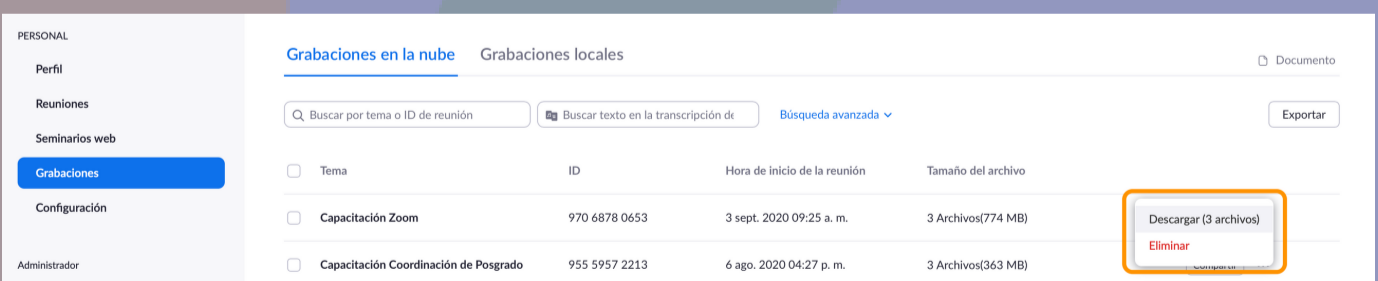 PERSONAL
Perfil
Reuniones
Seminarios web
Grabaciones
Configuración
Administrador
Grabaciones en la nube Grabaciones locales
Documento
Buscar por tema o ID de reunión Buscar texto en la transcripción de Búsqueda avanzada Exportar
Tema ID Hora de inicio de la reunión Tamaño del archivo
Capacitación Zoom 970 6878 0653 3 sept. 2020 09:25 a. m. 3 Archivos(774 MB) Descargar (3 archivos)
Eliminar
Capacitación Coordinación de Posgrado 955 5957 2213 6 ago. 2020 04:27 p. m. 3 Archivos(363 MB) Compartir